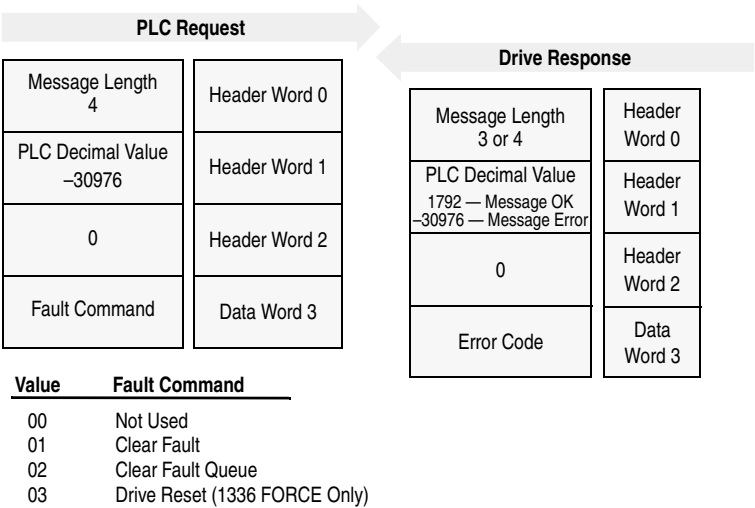 PLC Request
Message Length
4
Header Word 0
PLC Decimal Value
–30976
Header Word 1
0
Header Word 2
Fault Command
Data Word 3
Drive Response
Message Length
3 or 4
Header
Word 0
PLC Decimal Value
1792 — Message OK
–30976 — Message Error
Header
Word 1
0
Header
Word 2
Error Code
Data
Word 3
Value Fault Command
00 Not Used
01 Clear Fault
02 Clear Fault Queue
03 Drive Reset (1336 FORCE Only)